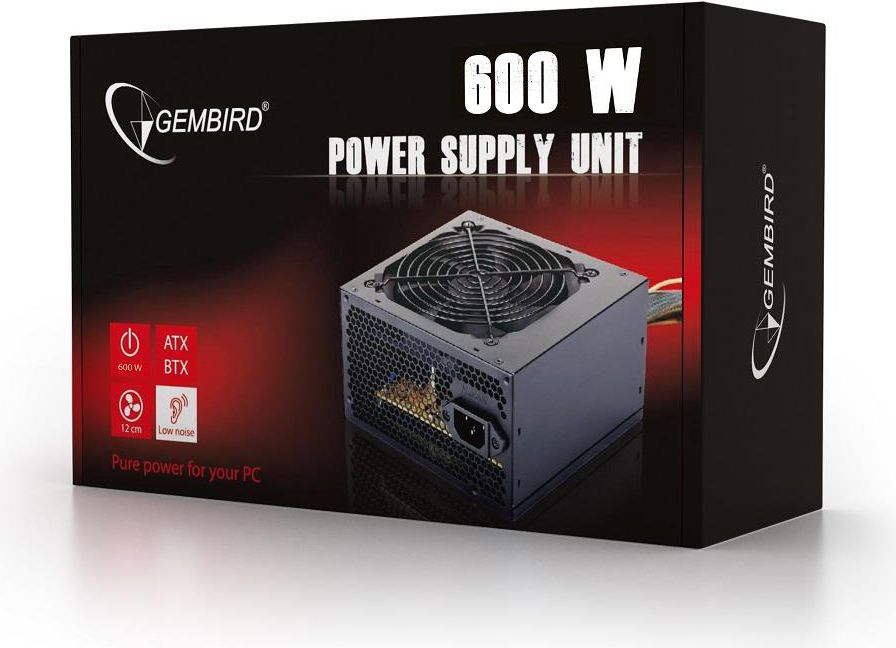 GEMBIRD®
600 W
POWER SUPPLY UNIT
600 W
ATX
BTX
12 cm
Low noise
Pure power for your PC
GEMBIRD®